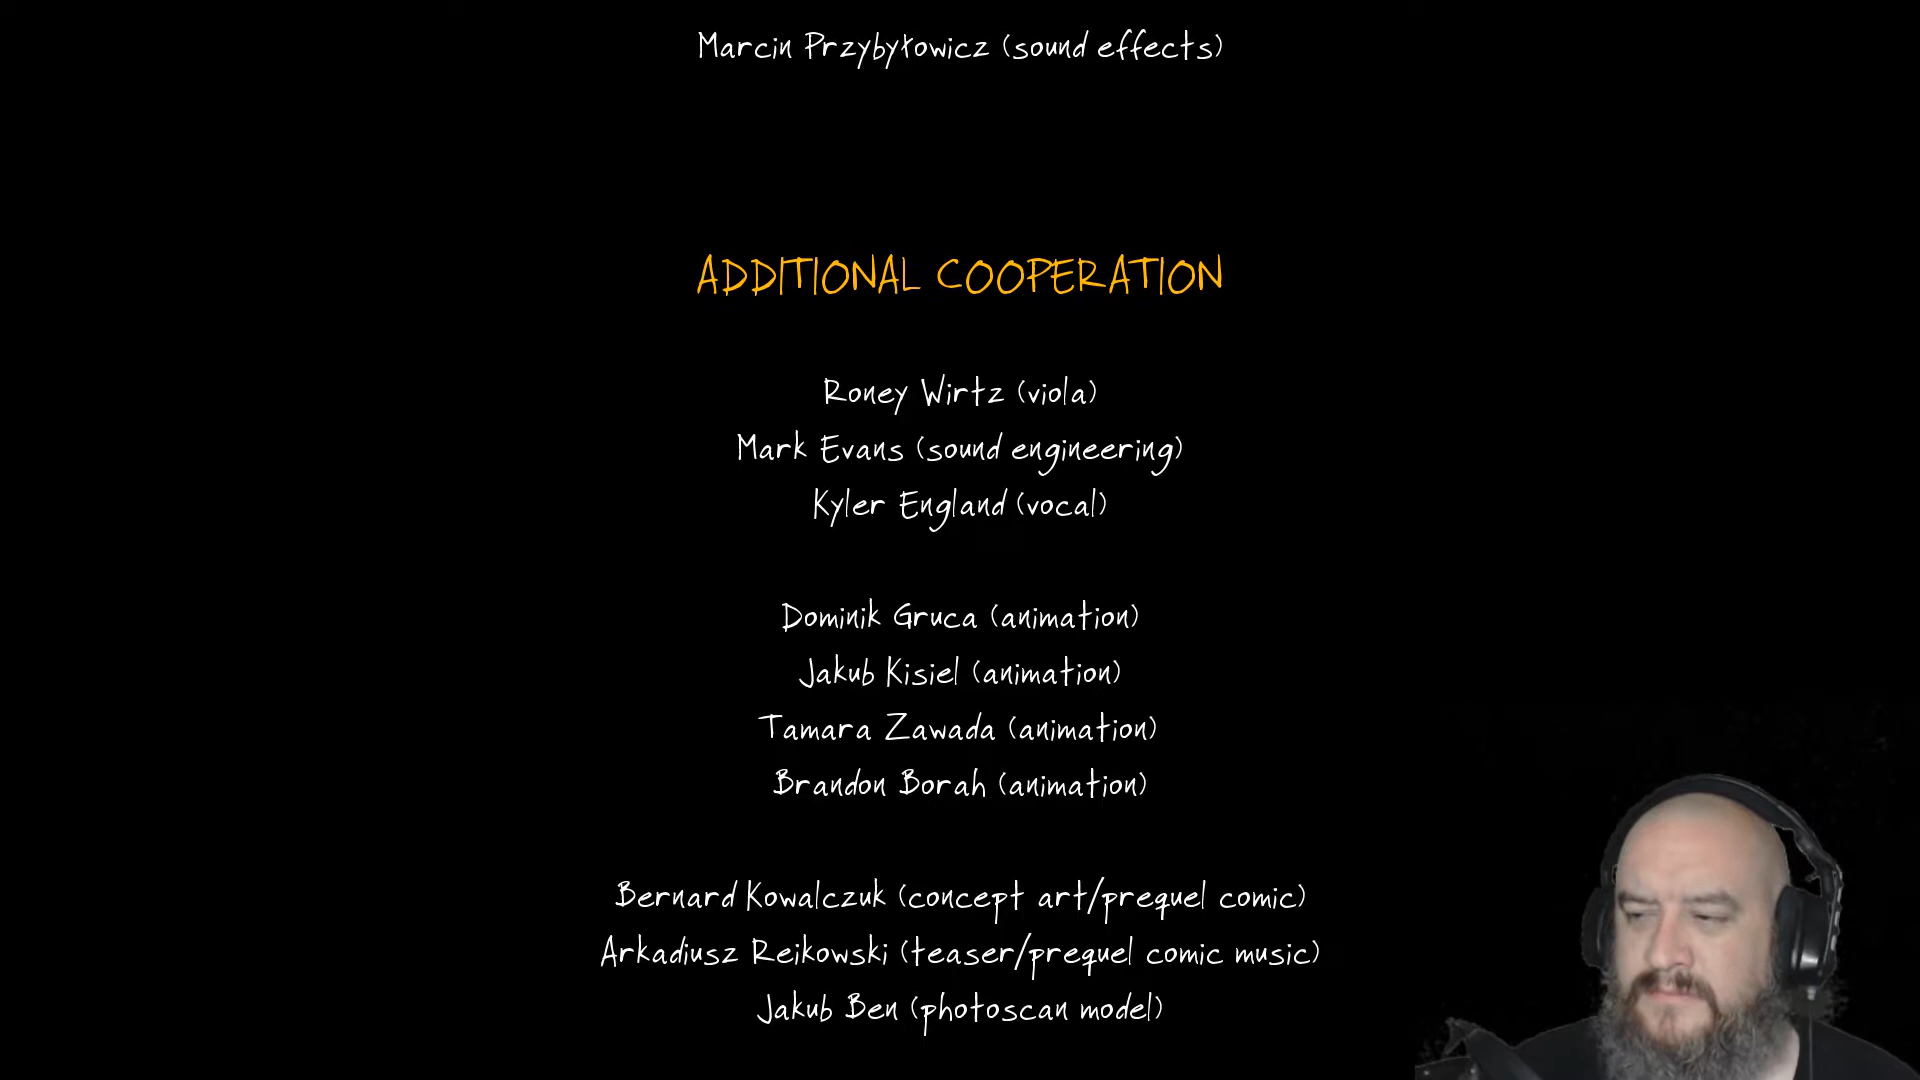 Marcin Przybyłowicz (sound effects)
ADDITIONAL COOPERATION
Roney Wirtz (viola)
Mark Evans (sound engineering)
Kyler England (vocal)
Dominik Gruca (animation)
Jakub Kisiel (animation)
Tamara Zawada (animation)
Brandon Borah (animation)
Bernard Kowalczuk (concept art/prequel comic)
Arkadiusz Reikowski (teaser/prequel comic music)
Jakub Ben (photoscan model)